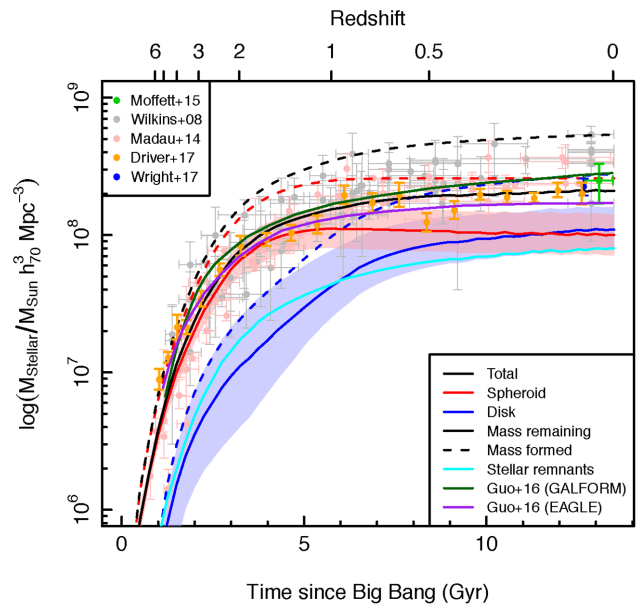 Redshift
6 3 2 1 0.5 0
10^9
10^8
10^7
10^6
log(M_Stellar/M_Sun h_70^3 Mpc^-3)
Moffett+15
Wilkins+08
Madau+14
Driver+17
Wright+17
Total
Spheroid
Disk
Mass remaining
Mass formed
Stellar remnants
Guo+16 (GALFORM)
Guo+16 (EAGLE)
0 5 10
Time since Big Bang (Gyr)